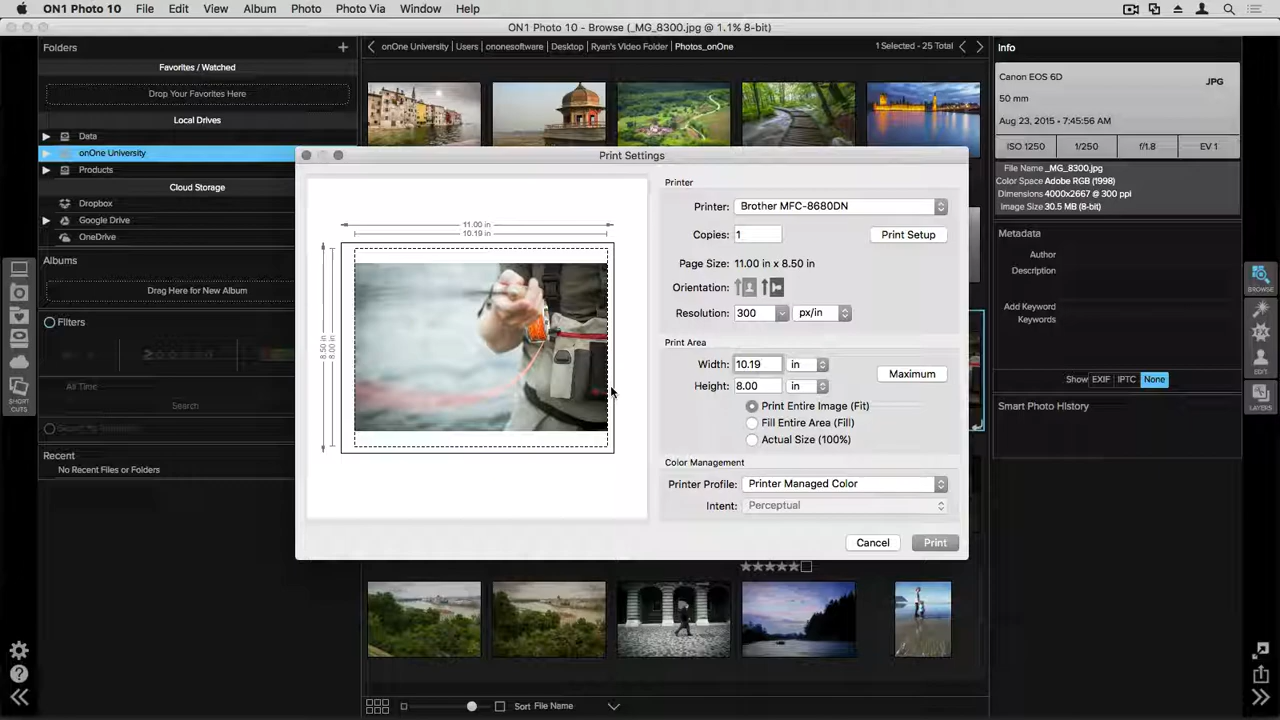 ON1 Photo 10 File Edit View Album Photo Photo Via Window Help
ON1 Photo 10 - Browse (_MG_8300.jpg @ 1.1% 8-bit)
Folders
Favorites / Watched
Drop Your Favorites Here
Local Drives
Data
onOne University
Products
Cloud Storage
Dropbox
Google Drive
OneDrive
Albums
Drag Here for New Album
Filters
All Time
Search
Recent
No Recent Files or Folders
SHORT
CUTS
onOne University Users ononesoftware Desktop Ryan's Video Folder Photos_onOne
1 Selected - 25 Total
Print Settings
11.00 in
10.19 in
8.50 in
8.00 in
Printer
Printer: Brother MFC-8680DN
Copies: 1 Print Setup
Page Size: 11.00 in x 8.50 in
Orientation:
Resolution: 300 px/in
Print Area
Width: 10.19 in
Maximum
Height: 8.00 in
Print Entire Image (Fit)
Fill Entire Area (Fill)
Actual Size (100%)
Color Management
Printer Profile: Printer Managed Color
Intent: Perceptual
Cancel Print
Sort File Name
Info
Canon EOS 6D JPG
50 mm
Aug 23, 2015 - 7:45:56 AM
ISO 1250 1/250 f/1.8 EV 1
File Name _MG_8300.jpg
Color Space Adobe RGB (1998)
Dimensions 4000x2667 @ 300 ppi
Image Size 30.5 MB (8-bit)
Metadata
Author
Description
Add Keyword
Keywords
Show EXIF IPTC None
Smart Photo History
BROWSE
EDIT
LAYERS